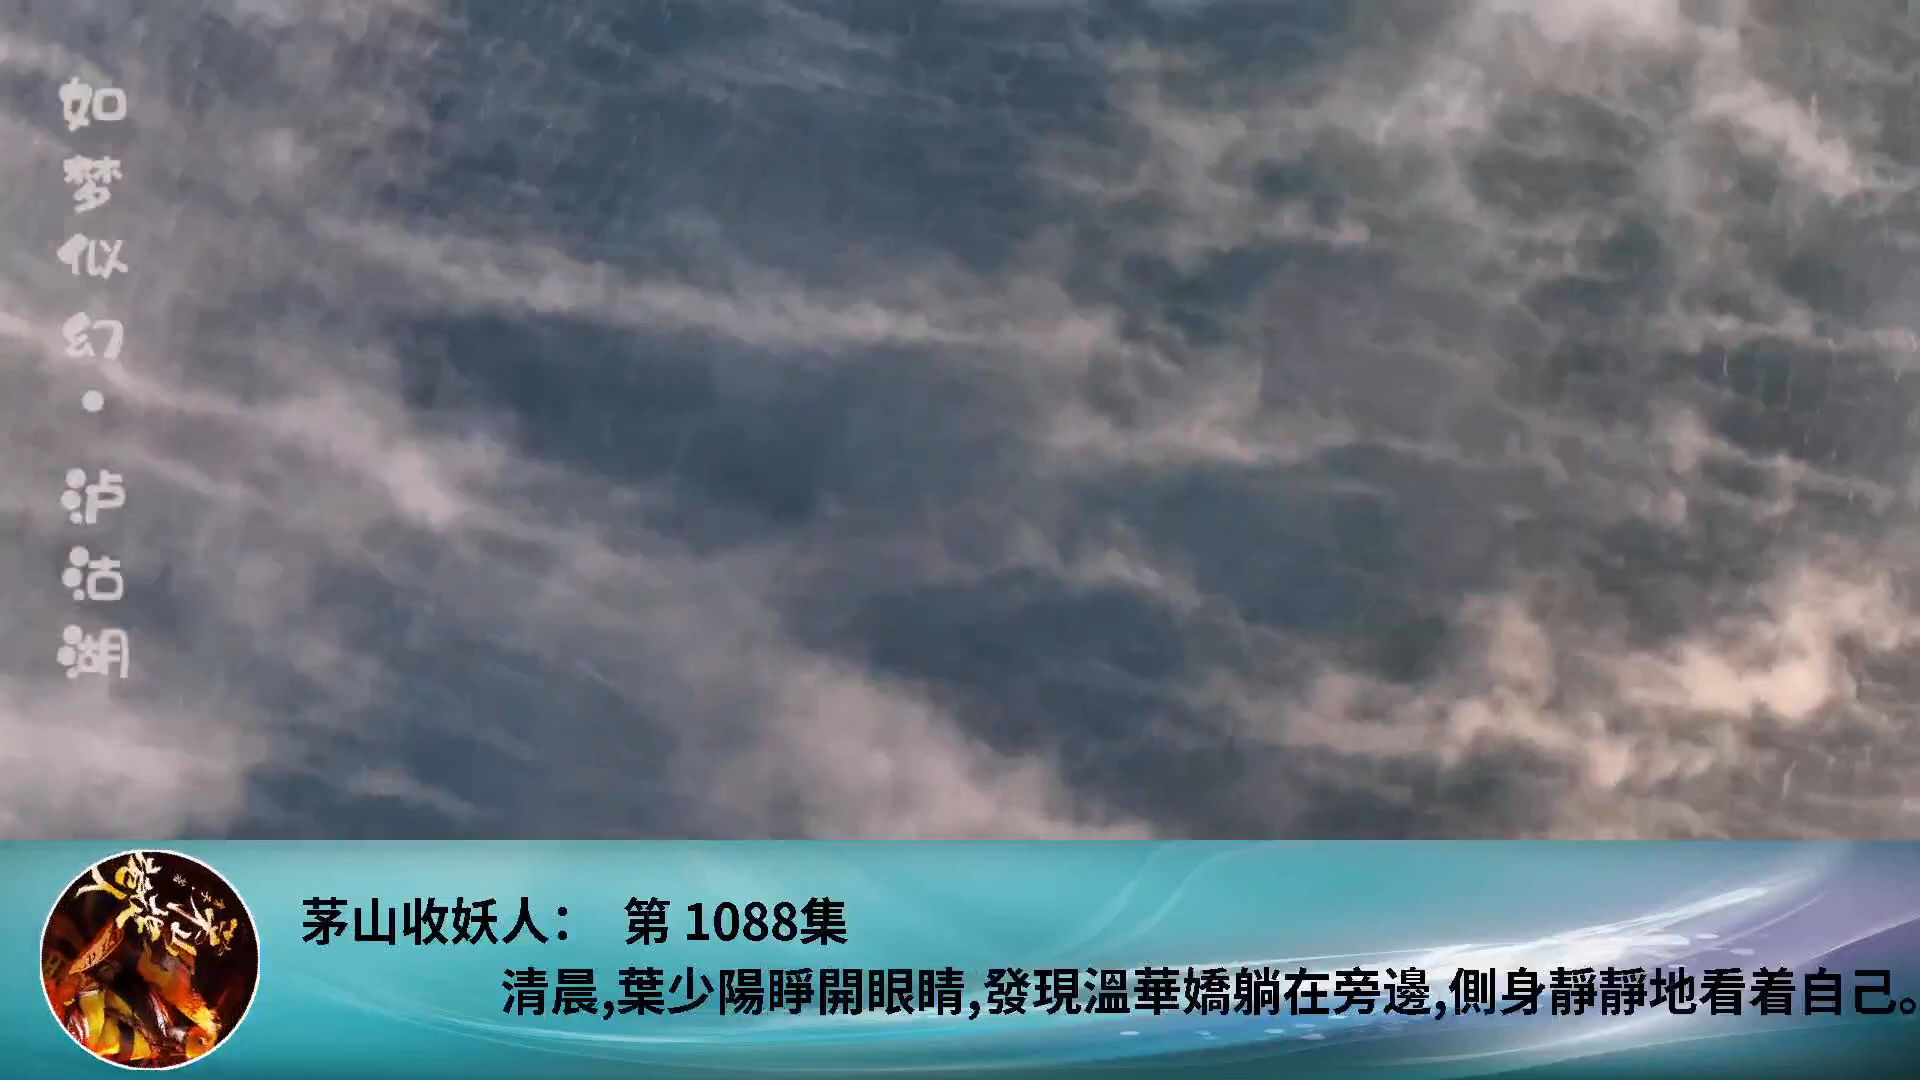 如梦似幻·泸沽湖
茅山收妖人： 第 1088集
清晨,葉少陽睜開眼睛,發現溫華嬌躺在旁邊,側身靜靜地看着自己。